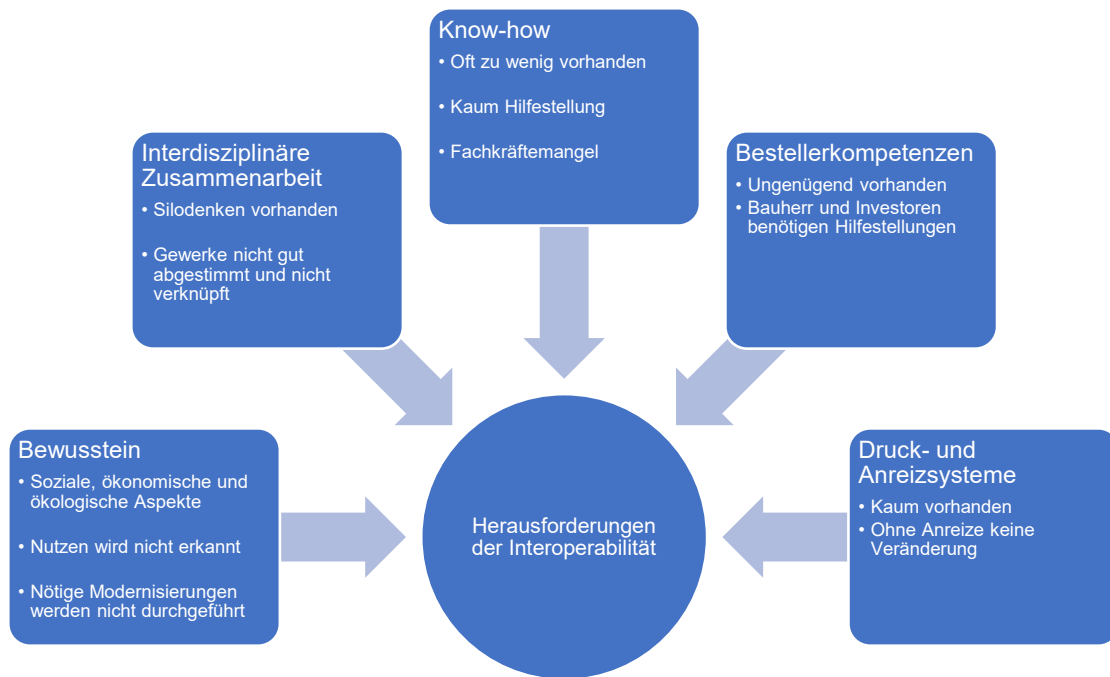 Know-how
• Oft zu wenig vorhanden
• Kaum Hilfestellung
• Fachkräftemangel
Interdisziplinäre
Zusammenarbeit
• Silodenken vorhanden
• Gewerke nicht gut
abgestimmt und nicht
verknüpft
Bestellerkompetenzen
• Ungenügend vorhanden
• Bauherr und Investoren
benötigen Hilfestellungen
Bewusstein
• Soziale, ökonomische und
ökologische Aspekte
• Nutzen wird nicht erkannt
• Nötige Modernisierungen
werden nicht durchgeführt
Herausforderungen
der Interoperabilität
Druck- und
Anreizsysteme
• Kaum vorhanden
• Ohne Anreize keine
Veränderung